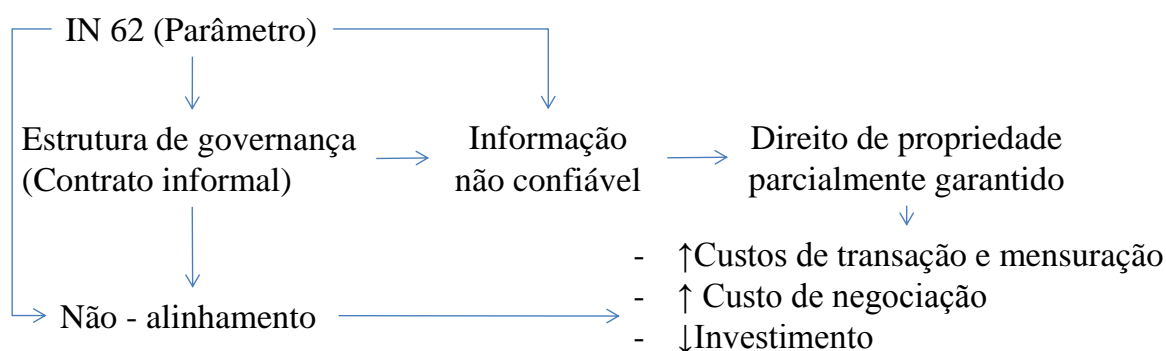 IN 62 (Parâmetro)
Estrutura de governança
(Contrato informal)
Informação
não confiável
Direito de propriedade
parcialmente garantido
- ↑Custos de transação e mensuração
- ↑ Custo de negociação
- ↓Investimento
Não - alinhamento